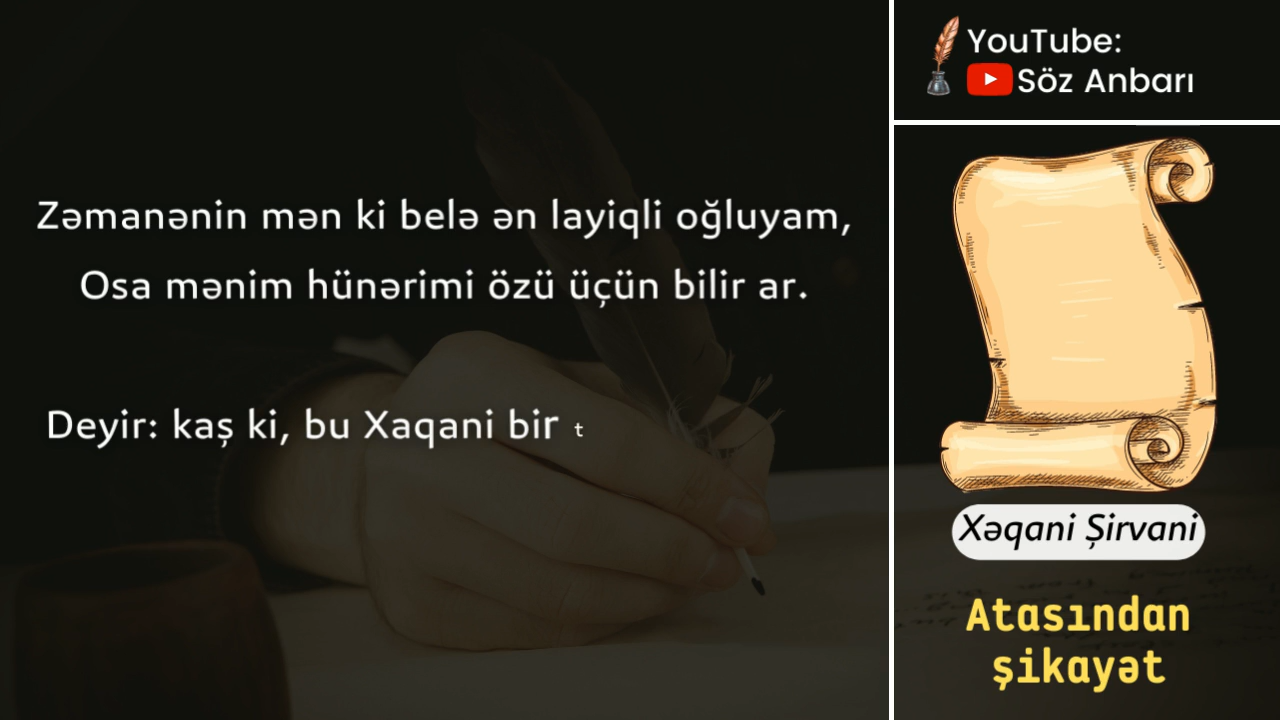 Zəmanənin mən ki belə ən layiqli oğluyam,
Osa mənim hünərimi özü üçün bilir ar.
Deyir: kaş ki, bu Xaqani bir t
YouTube:
Söz Anbarı
Xəqani Şirvani
Atasından
şikayət